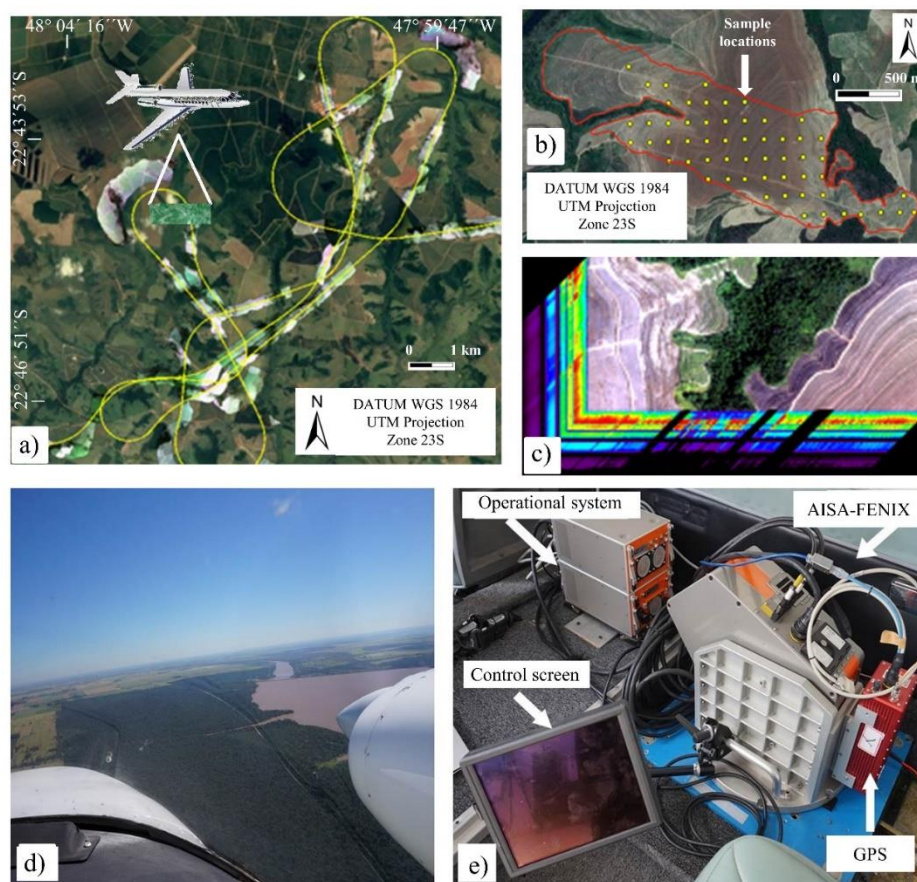 48° 04´ 16´´W
47° 59´ 47´´W
22° 43´ 53´´S
22° 46´ 51´´S
0 1 km
N
DATUM WGS 1984
UTM Projection
Zone 23S
a)
Sample
locations
N
0 500 m
b)
DATUM WGS 1984
UTM Projection
Zone 23S
c)
d)
Operational system
AISA-FENIX
Control screen
GPS
e)